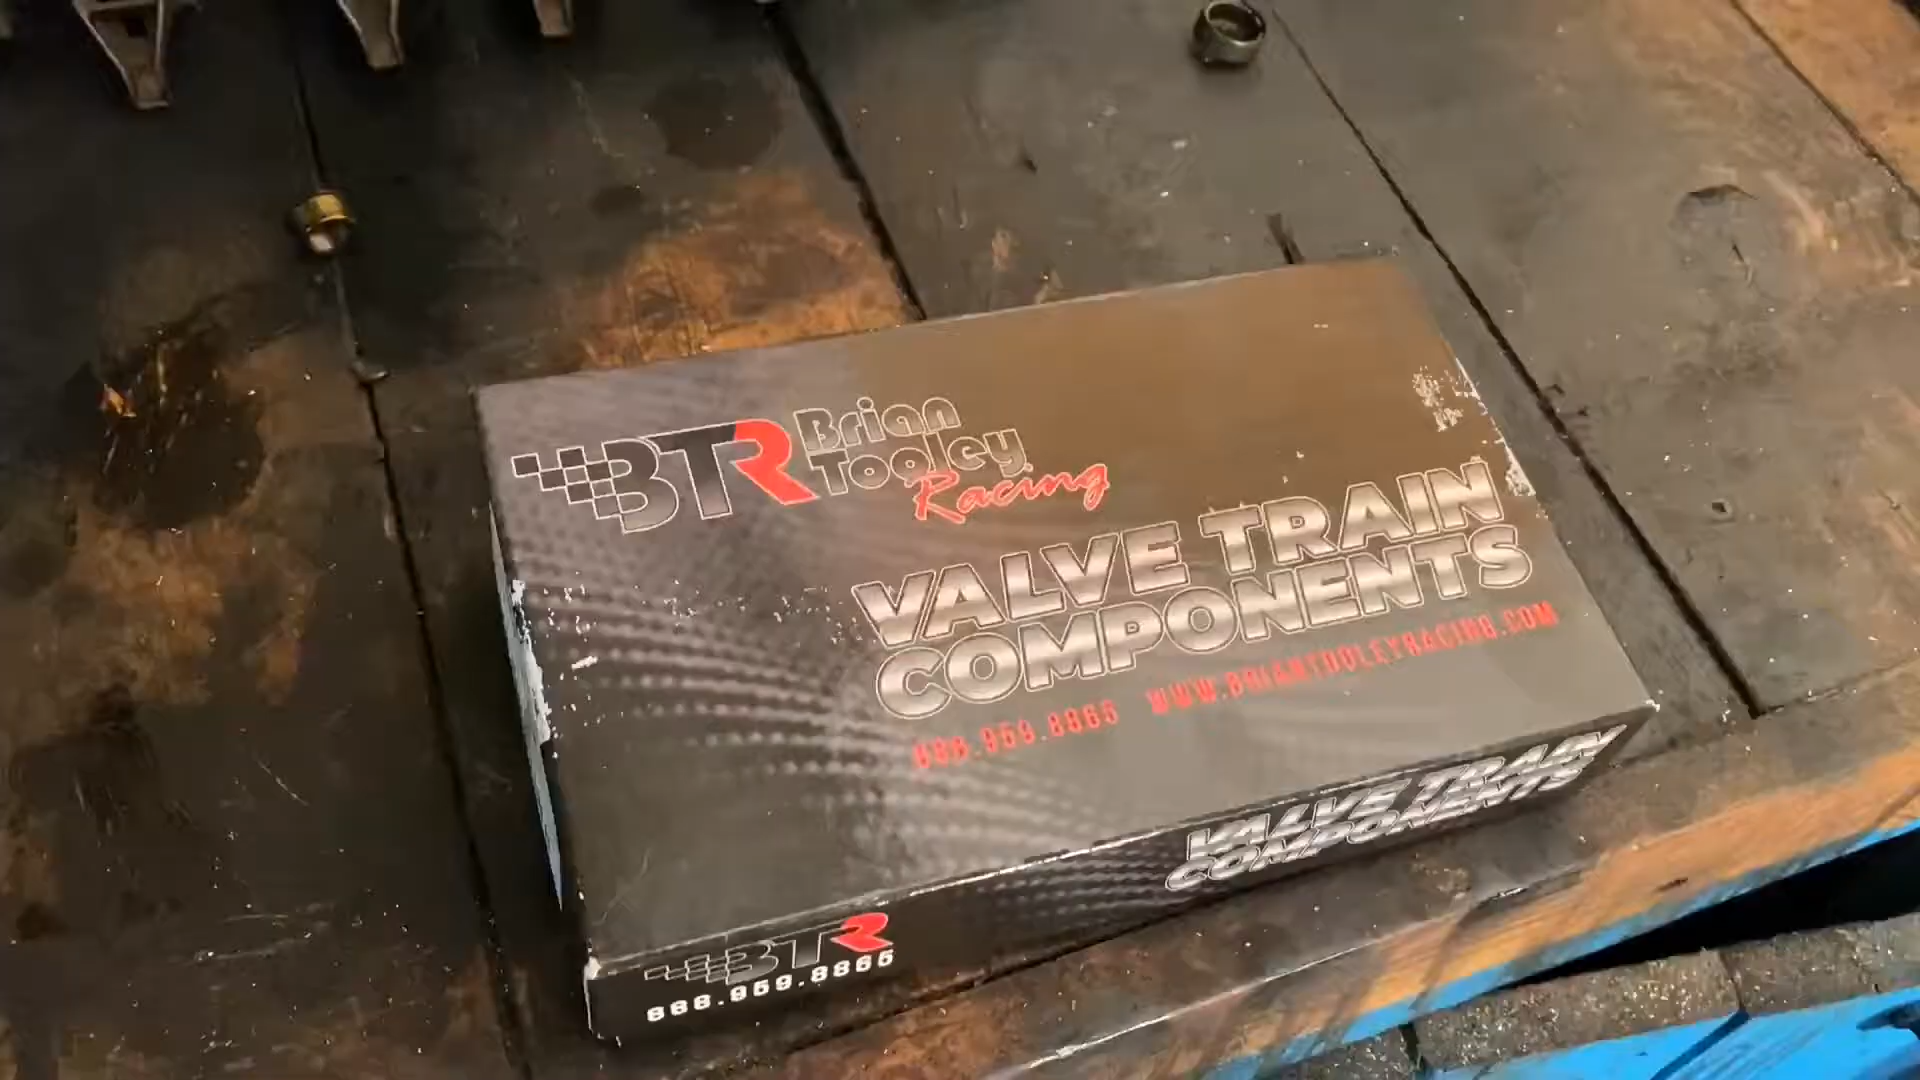 BTR Brian
Tooley
Racing
VALVE TRAIN
COMPONENTS
888.959.8865 WWW.BRIANTOOLEYRACING.COM
VALVE TRAIN
COMPONENTS
BTR
888.959.8865